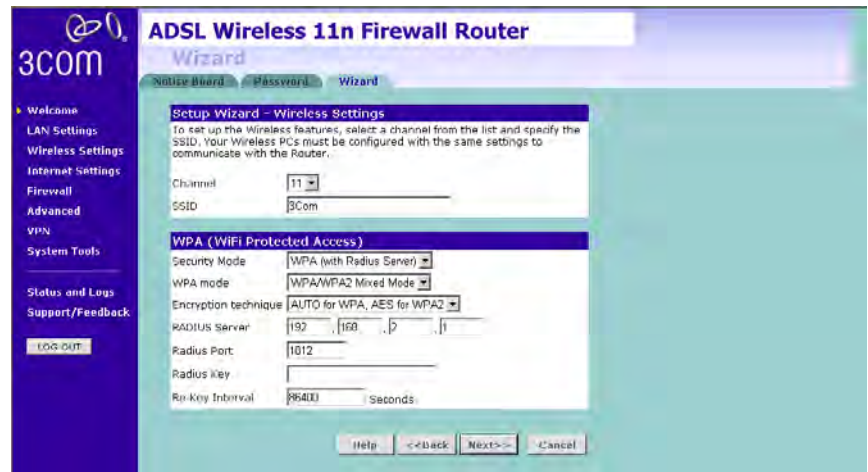 3COM
ADSL Wireless 11n Firewall Router
Wizard
Notice Board Password Wizard
Welcome
LAN Settings
Wireless Settings
Internet Settings
Firewall
Advanced
VPN
System Tools
Status and Logs
Support/Feedback
LOG OUT
Setup Wizard - Wireless Settings
To set up the Wireless features, select a channel from the list and specify the
SSID. Your Wireless PCs must be configured with the same settings to
communicate with the Router.
Channel 11
SSID 3Com
WPA (WiFi Protected Access)
Security Mode WPA (with Radius Server)
WPA mode WPA/WPA2 Mixed Mode
Encryption technique AUTO for WPA, AES for WPA2
RADIUS Server 192 . 168 . 2 . 1
Radius Port 1812
Radius Key
Re-Key Interval 86400 Seconds
Help <<Back Next>> Cancel